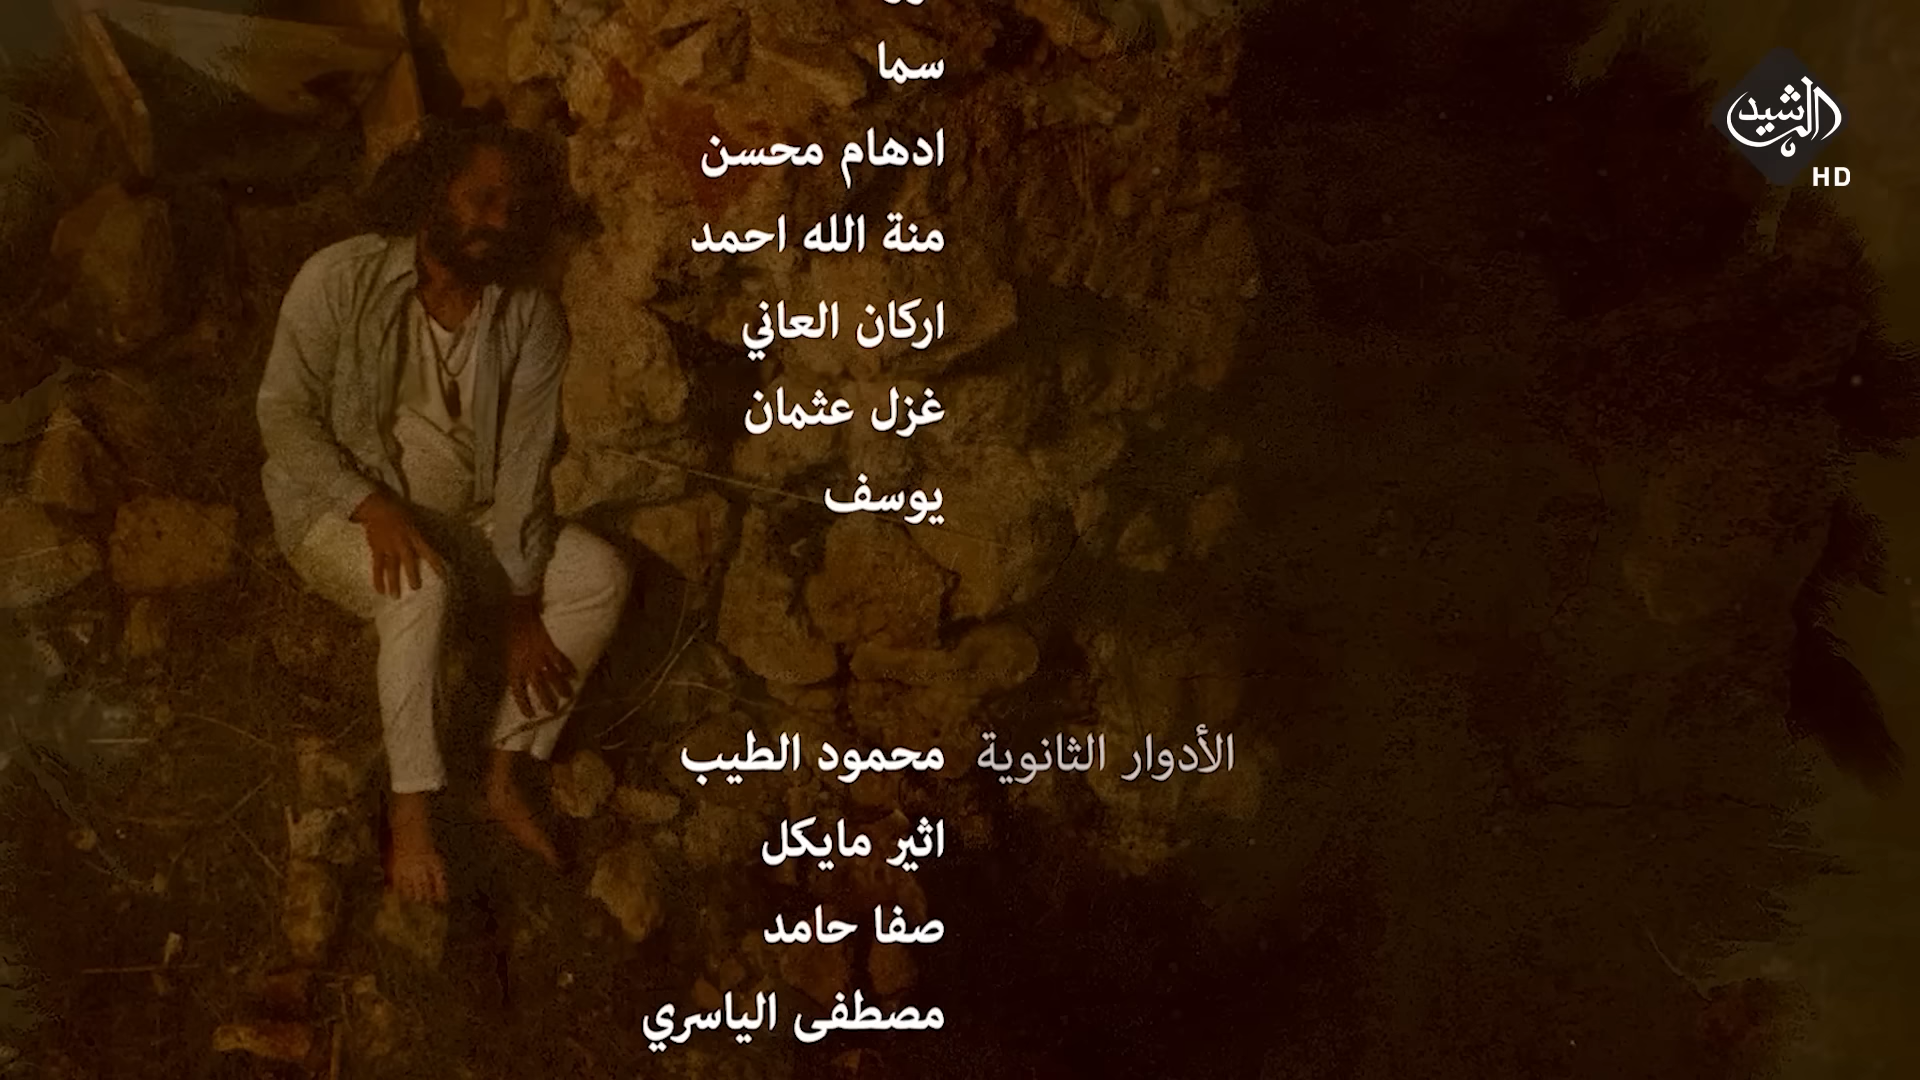 سما
ادهام محسن
منة الله احمد
اركان العاني
غزل عثمان
يوسف
الأدوار الثانوية محمود الطيب
اثير مايكل
صفا حامد
مصطفى الياسري
الرشيد
HD